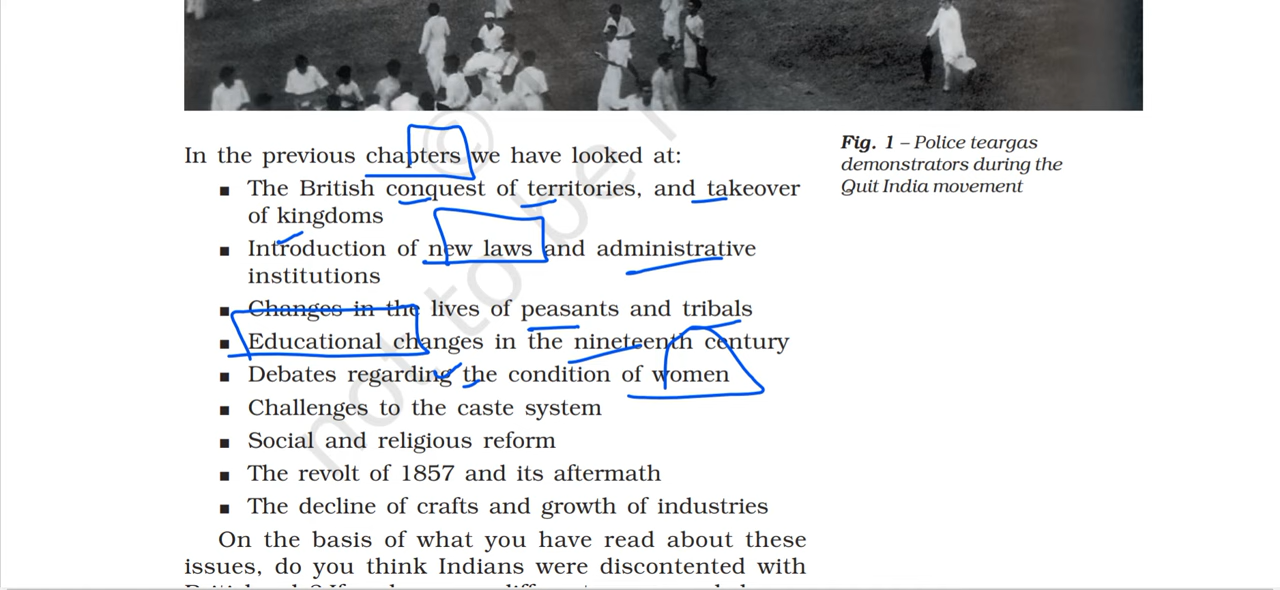 In the previous chapters we have looked at:
▪ The British conquest of territories, and takeover
of kingdoms
▪ Introduction of new laws and administrative
institutions
▪ Changes in the lives of peasants and tribals
▪ Educational changes in the nineteenth century
▪ Debates regarding the condition of women
▪ Challenges to the caste system
▪ Social and religious reform
▪ The revolt of 1857 and its aftermath
▪ The decline of crafts and growth of industries
On the basis of what you have read about these
issues, do you think Indians were discontented with
Fig. 1 – Police teargas
demonstrators during the
Quit India movement
© not to be r